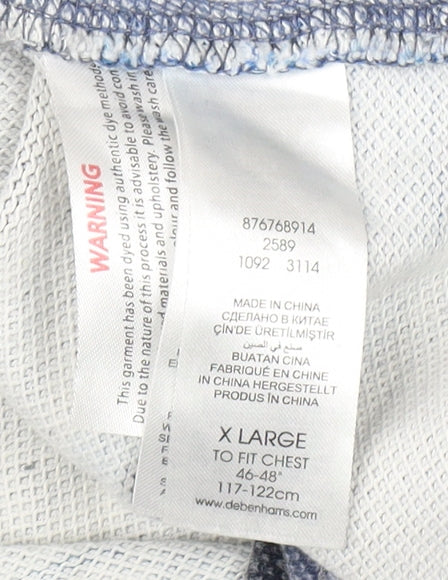 WARNING
This garment has been dyed using authentic dye method
Due to the nature of this process it is advisable to avoid con
materials and upholstery. Please wash in
colour and follow the wash care
876768914
2589
1092 3114
MADE IN CHINA
СДЕЛАНО В КИТАЕ
ÇİN'DE ÜRETİLMİŞTİR
صنع في الصين
BUATAN CINA
FABRIQUÉ EN CHINE
IN CHINA HERGESTELLT
PRODUS ÎN CHINA
X LARGE
TO FIT CHEST
46-48"
117-122cm
www.debenhams.com